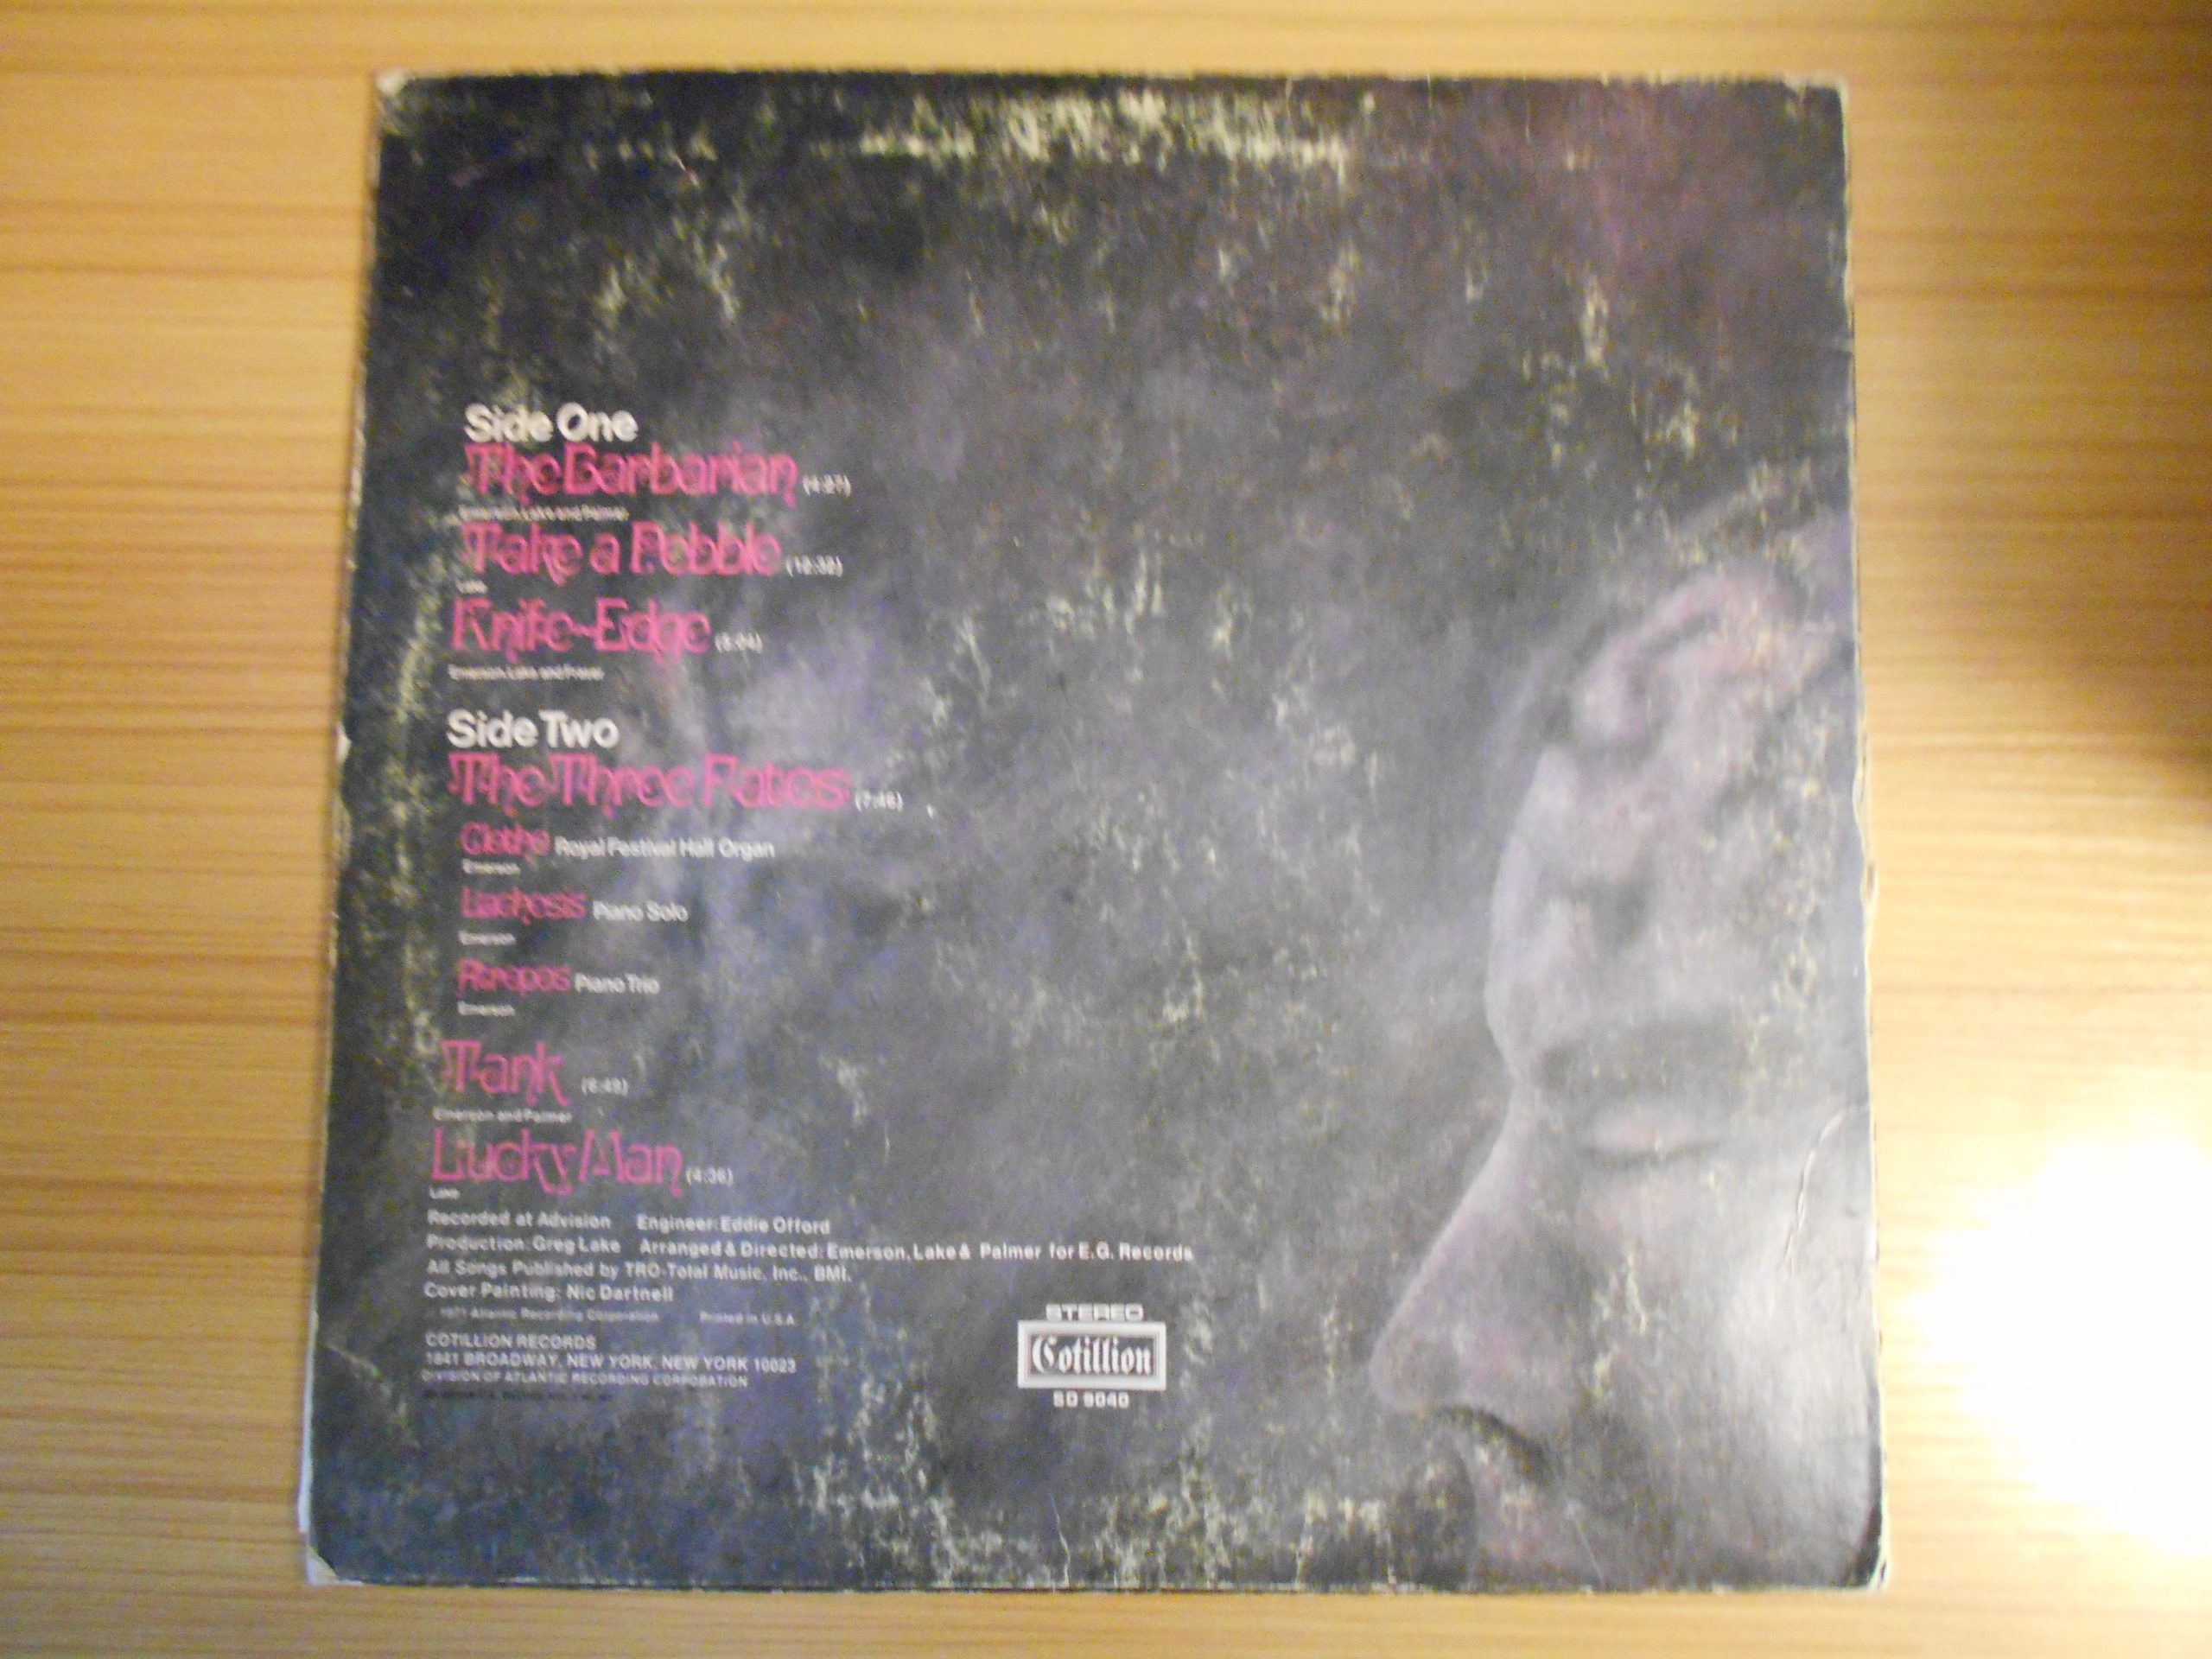 Side One
The Barbarian (4:27)
Emerson, Lake and Palmer
Take a Pebble (12:32)
Lake
Knife-Edge (5:04)
Emerson, Lake and Fraser
Side Two
The Three Fates (7:46)
Clotho Royal Festival Hall Organ
Emerson
Lachesis Piano Solo
Emerson
Atropos Piano Trio
Emerson
Tank (6:49)
Emerson and Palmer
Lucky Man (4:36)
Lake
Recorded at Advision Engineer: Eddie Offord
Production: Greg Lake Arranged & Directed: Emerson, Lake & Palmer for E.G. Records
All Songs Published by TRO-Total Music, Inc., BMI.
Cover Painting: Nic Dartnell
1971 Atlantic Recording Corporation Printed in U.S.A.
COTILLION RECORDS
1841 BROADWAY, NEW YORK, NEW YORK 10023
DIVISION OF ATLANTIC RECORDING CORPORATION
STEREO
Cotillion
SD 9040